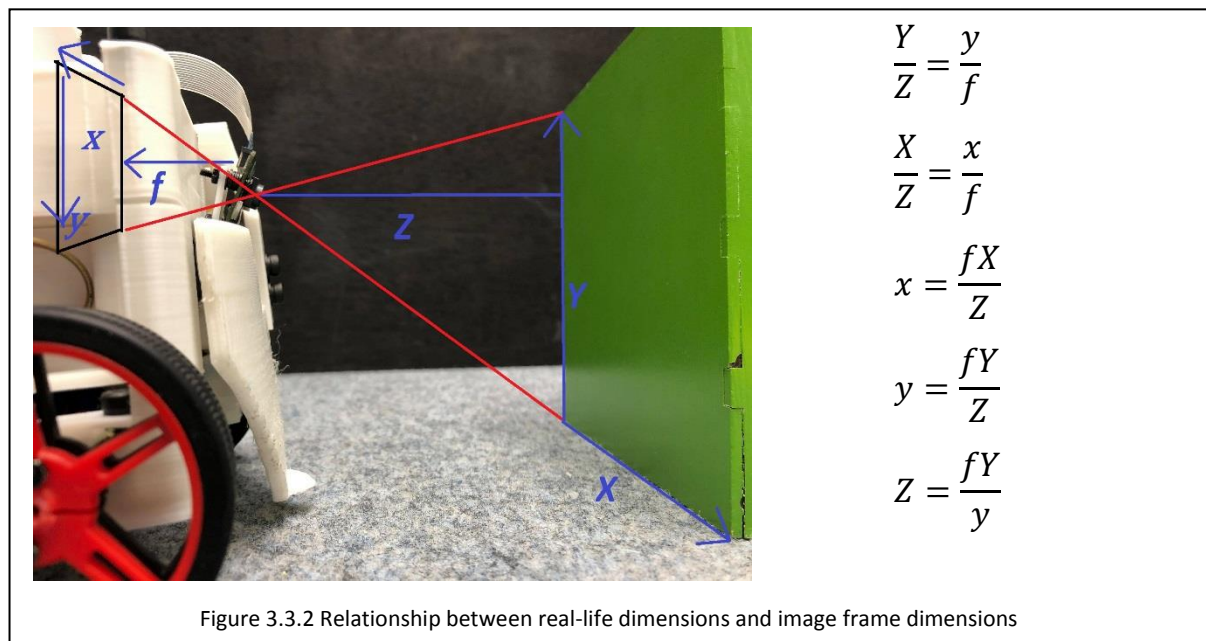 x
f
y
Z
Y
X
Y/Z = y/f
X/Z = x/f
x = fX/Z
y = fY/Z
Z = fY/y
Figure 3.3.2 Relationship between real-life dimensions and image frame dimensions